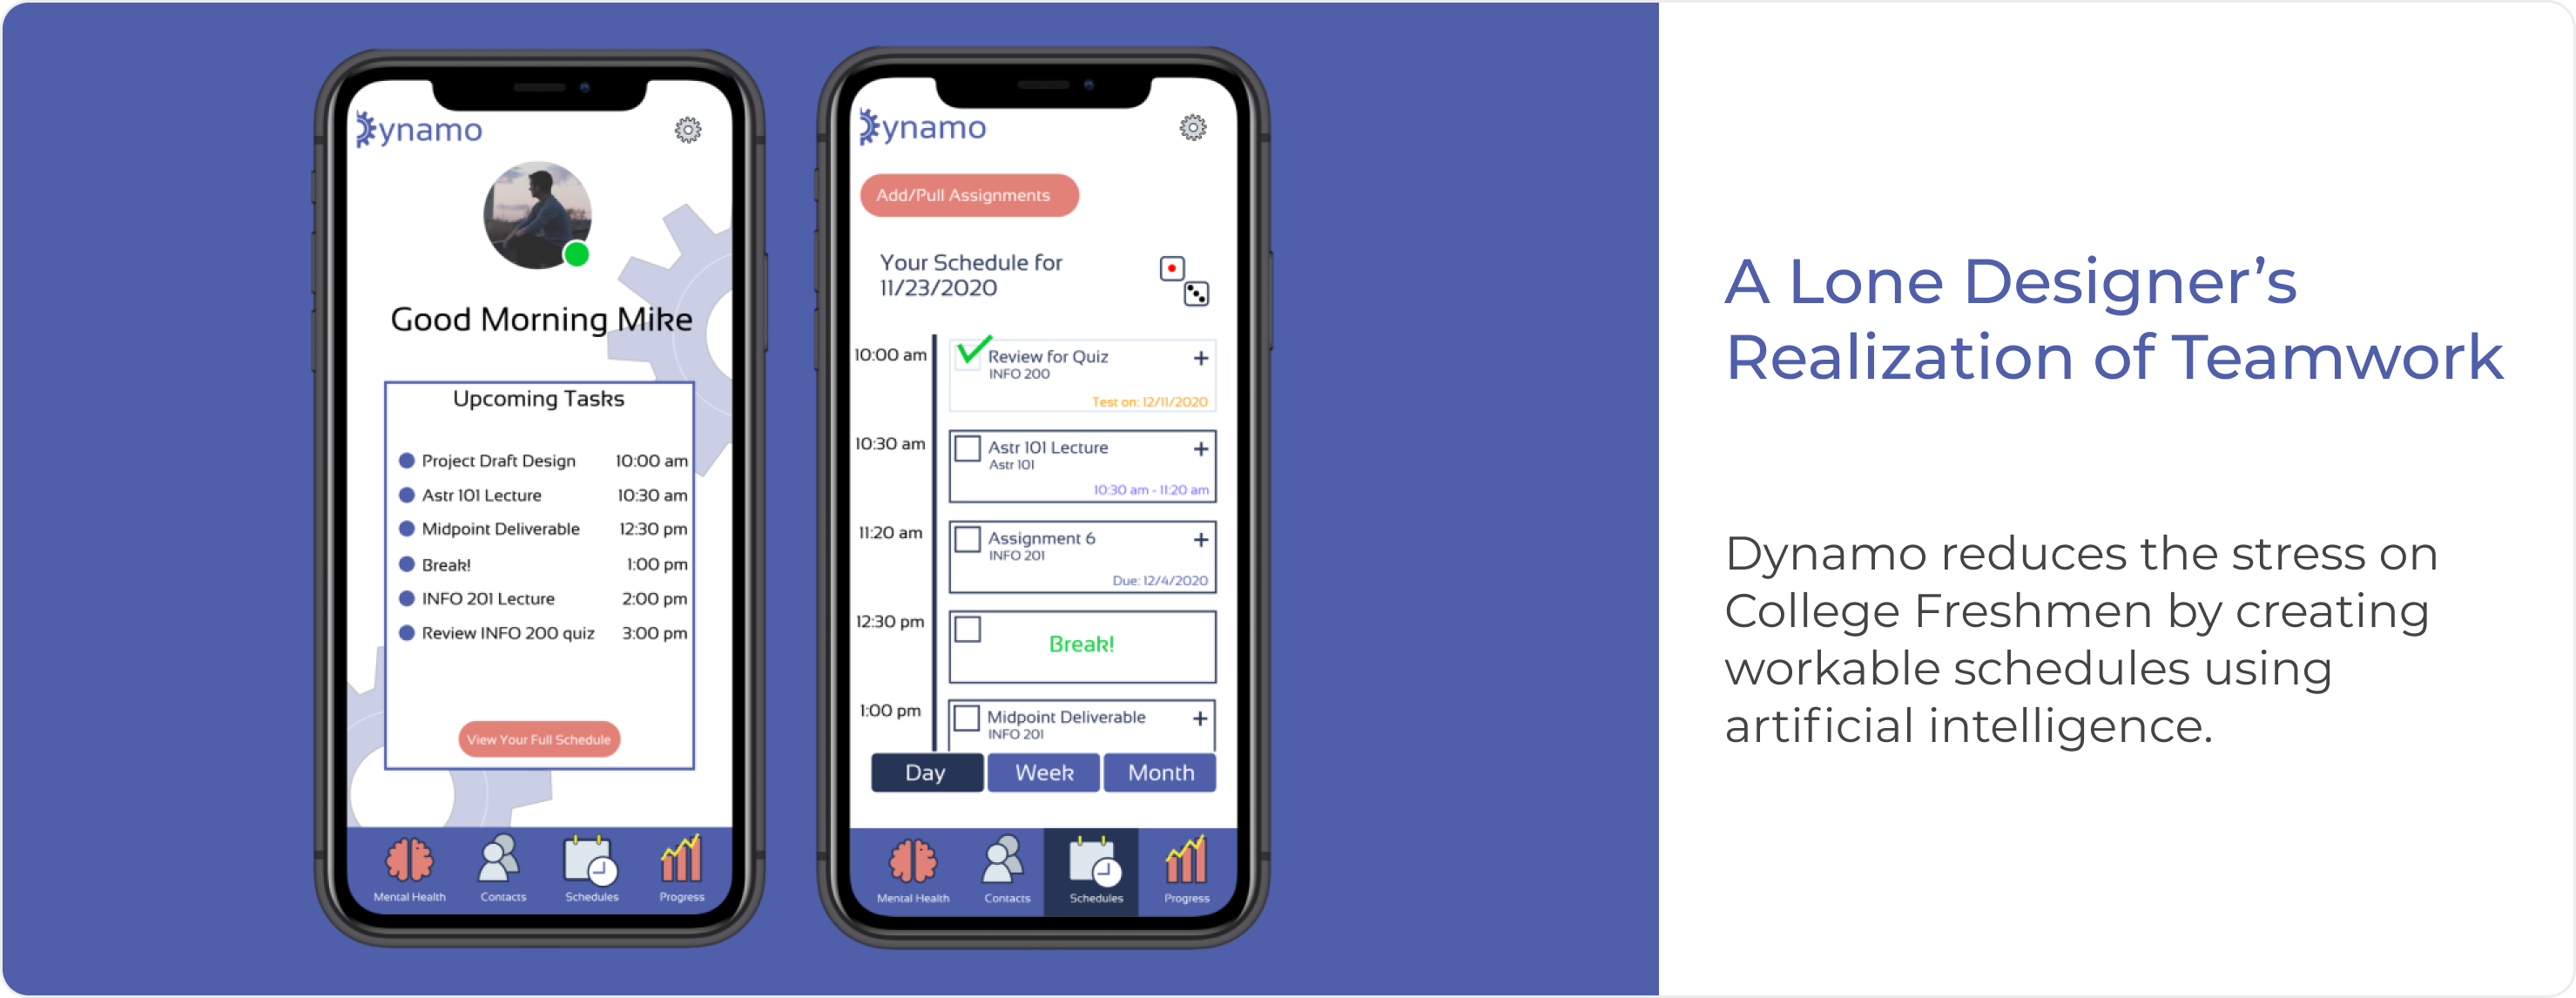 Dynamo
Good Morning Mike
Upcoming Tasks
Project Draft Design 10:00 am
Astr 101 Lecture 10:30 am
Midpoint Deliverable 12:30 pm
Break! 1:00 pm
INFO 201 Lecture 2:00 pm
Review INFO 200 quiz 3:00 pm
View Your Full Schedule
Mental Health Contacts Schedules Progress
Dynamo
Add/Pull Assignments
Your Schedule for
11/23/2020
10:00 am Review for Quiz +
INFO 200
Test on: 12/11/2020
10:30 am Astr 101 Lecture +
Astr 101
10:30 am - 11:20 am
11:20 am Assignment 6 +
INFO 201
Due: 12/4/2020
12:30 pm Break!
1:00 pm Midpoint Deliverable +
INFO 201
Day Week Month
Mental Health Contacts Schedules Progress
A Lone Designer’s
Realization of Teamwork
Dynamo reduces the stress on
College Freshmen by creating
workable schedules using
artificial intelligence.